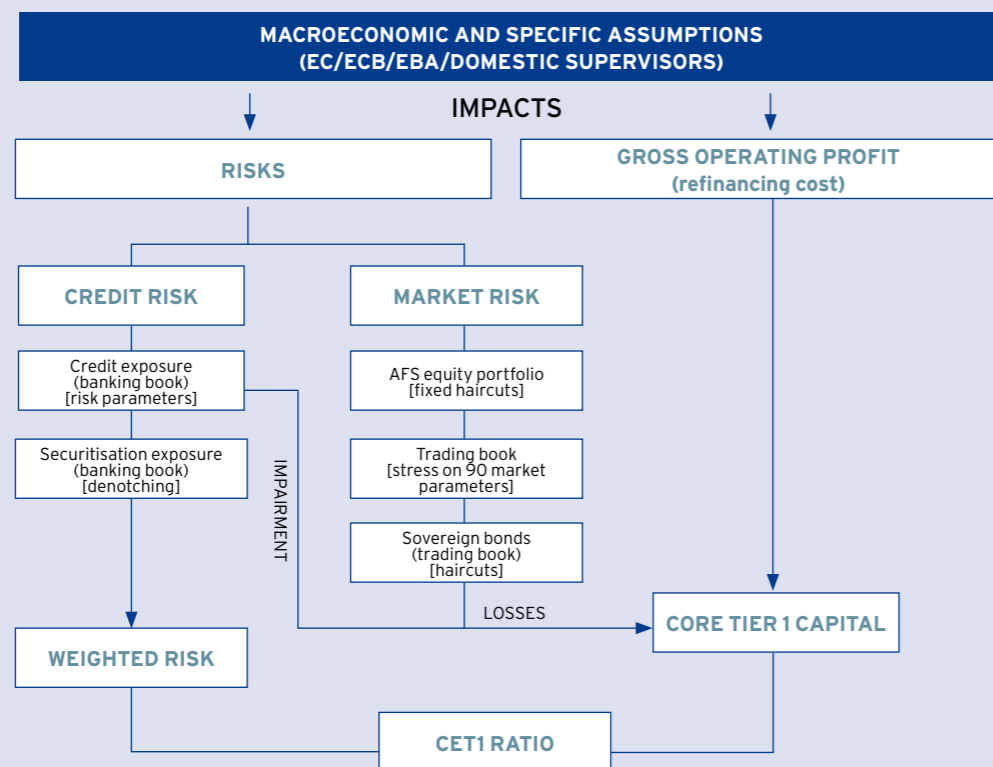 MACROECONOMIC AND SPECIFIC ASSUMPTIONS
(EC/ECB/EBA/DOMESTIC SUPERVISORS)
IMPACTS
RISKS
GROSS OPERATING PROFIT
(refinancing cost)
CREDIT RISK
MARKET RISK
Credit exposure
(banking book)
[risk parameters]
AFS equity portfolio
[fixed haircuts]
Securitisation exposure
(banking book)
[denotching]
IMPAIRMENT
Trading book
[stress on 90 market
parameters]
Sovereign bonds
(trading book)
[haircuts]
LOSSES
CORE TIER 1 CAPITAL
WEIGHTED RISK
CET1 RATIO